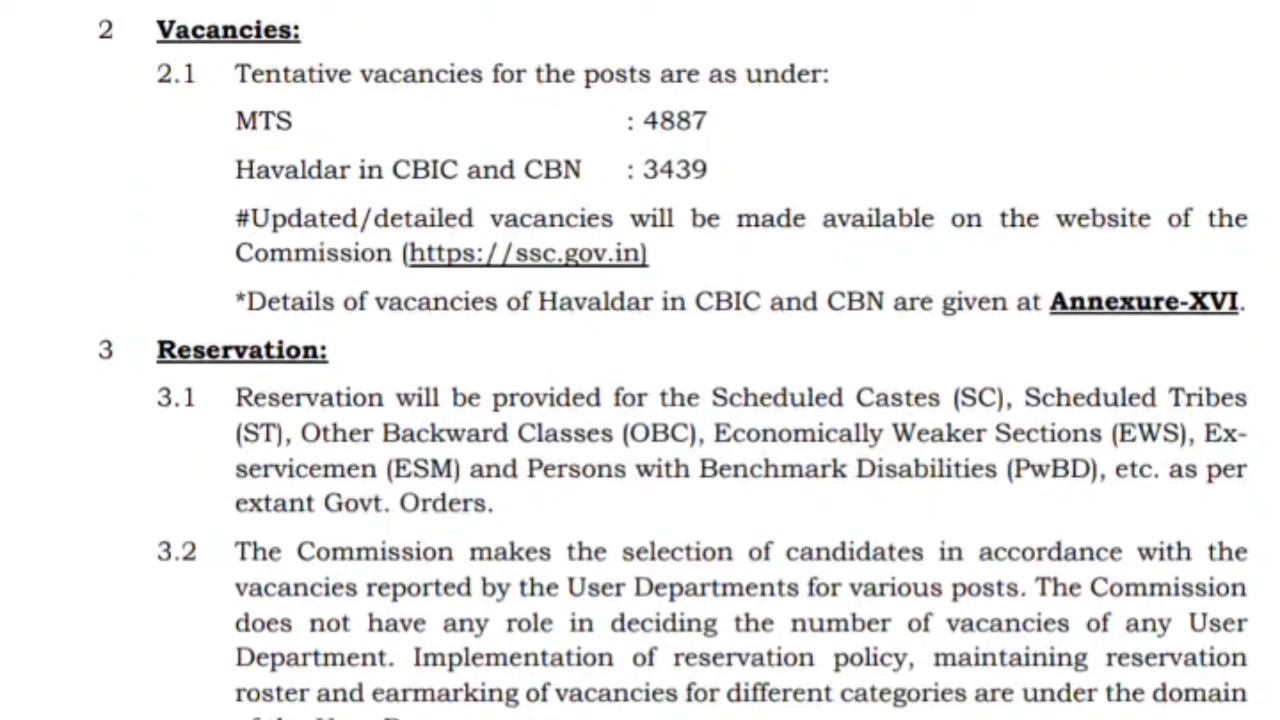 2 Vacancies:
2.1 Tentative vacancies for the posts are as under:
MTS : 4887
Havaldar in CBIC and CBN : 3439
#Updated/detailed vacancies will be made available on the website of the
Commission (https://ssc.gov.in)
*Details of vacancies of Havaldar in CBIC and CBN are given at Annexure-XVI.
3 Reservation:
3.1 Reservation will be provided for the Scheduled Castes (SC), Scheduled Tribes
(ST), Other Backward Classes (OBC), Economically Weaker Sections (EWS), Ex-
servicemen (ESM) and Persons with Benchmark Disabilities (PwBD), etc. as per
extant Govt. Orders.
3.2 The Commission makes the selection of candidates in accordance with the
vacancies reported by the User Departments for various posts. The Commission
does not have any role in deciding the number of vacancies of any User
Department. Implementation of reservation policy, maintaining reservation
roster and earmarking of vacancies for different categories are under the domain